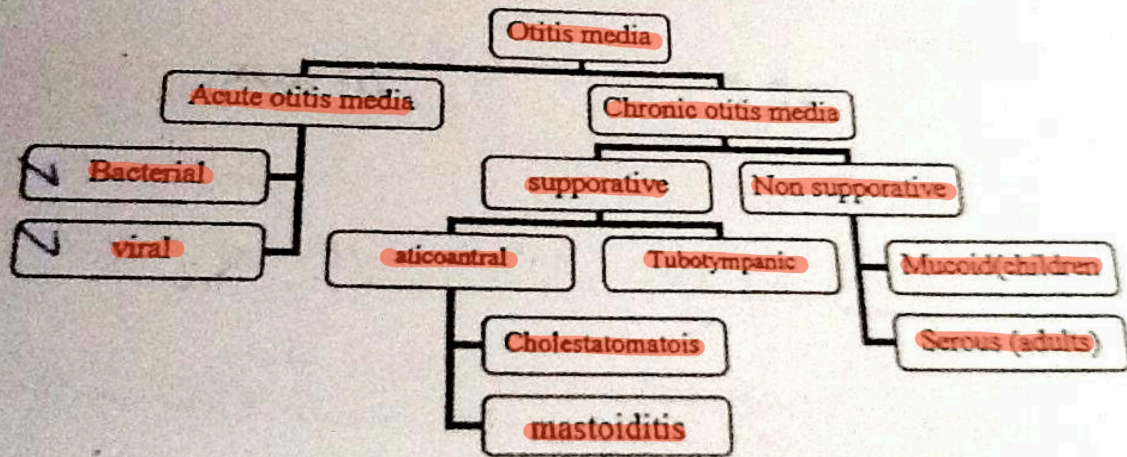 Otitis media
Acute otitis media
Chronic otitis media
Bacterial
supporative
Non supporative
viral
aticoantral
Tubotympanic
Mucoid(children
Cholestatomatois
Serous (adults)
mastoiditis